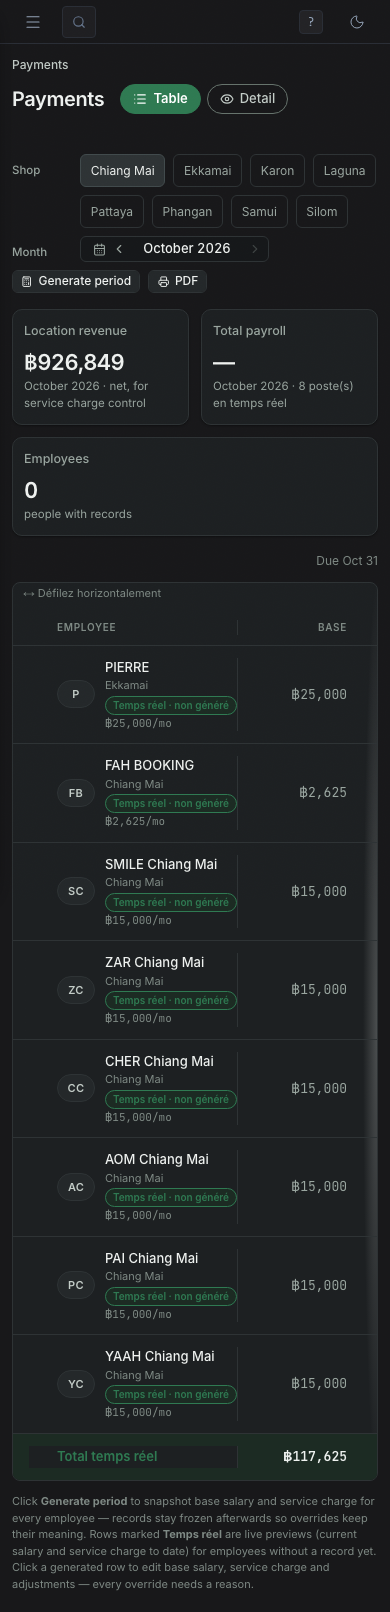 ?
Payments
Payments
Table
Detail
Shop
Chiang Mai
Ekkamai
Karon
Laguna
Pattaya
Phangan
Samui
Silom
Month
October 2026
Generate period
PDF
Location revenue
฿926,849
October 2026 · net, for
service charge control
Total payroll
—
October 2026 · 8 poste(s)
en temps réel
Employees
0
people with records
Due Oct 31
↔ Défilez horizontalement
EMPLOYEE
BASE
P
PIERRE
Ekkamai
Temps réel · non généré
฿25,000/mo
฿25,000
FB
FAH BOOKING
Chiang Mai
Temps réel · non généré
฿2,625/mo
฿2,625
SC
SMILE Chiang Mai
Chiang Mai
Temps réel · non généré
฿15,000/mo
฿15,000
ZC
ZAR Chiang Mai
Chiang Mai
Temps réel · non généré
฿15,000/mo
฿15,000
CC
CHER Chiang Mai
Chiang Mai
Temps réel · non généré
฿15,000/mo
฿15,000
AC
AOM Chiang Mai
Chiang Mai
Temps réel · non généré
฿15,000/mo
฿15,000
PC
PAI Chiang Mai
Chiang Mai
Temps réel · non généré
฿15,000/mo
฿15,000
YC
YAAH Chiang Mai
Chiang Mai
Temps réel · non généré
฿15,000/mo
฿15,000
Total temps réel
฿117,625
Click Generate period to snapshot base salary and service charge for
every employee — records stay frozen afterwards so overrides keep
their meaning. Rows marked Temps réel are live previews (current
salary and service charge to date) for employees without a record yet.
Click a generated row to edit base salary, service charge and
adjustments — every override needs a reason.